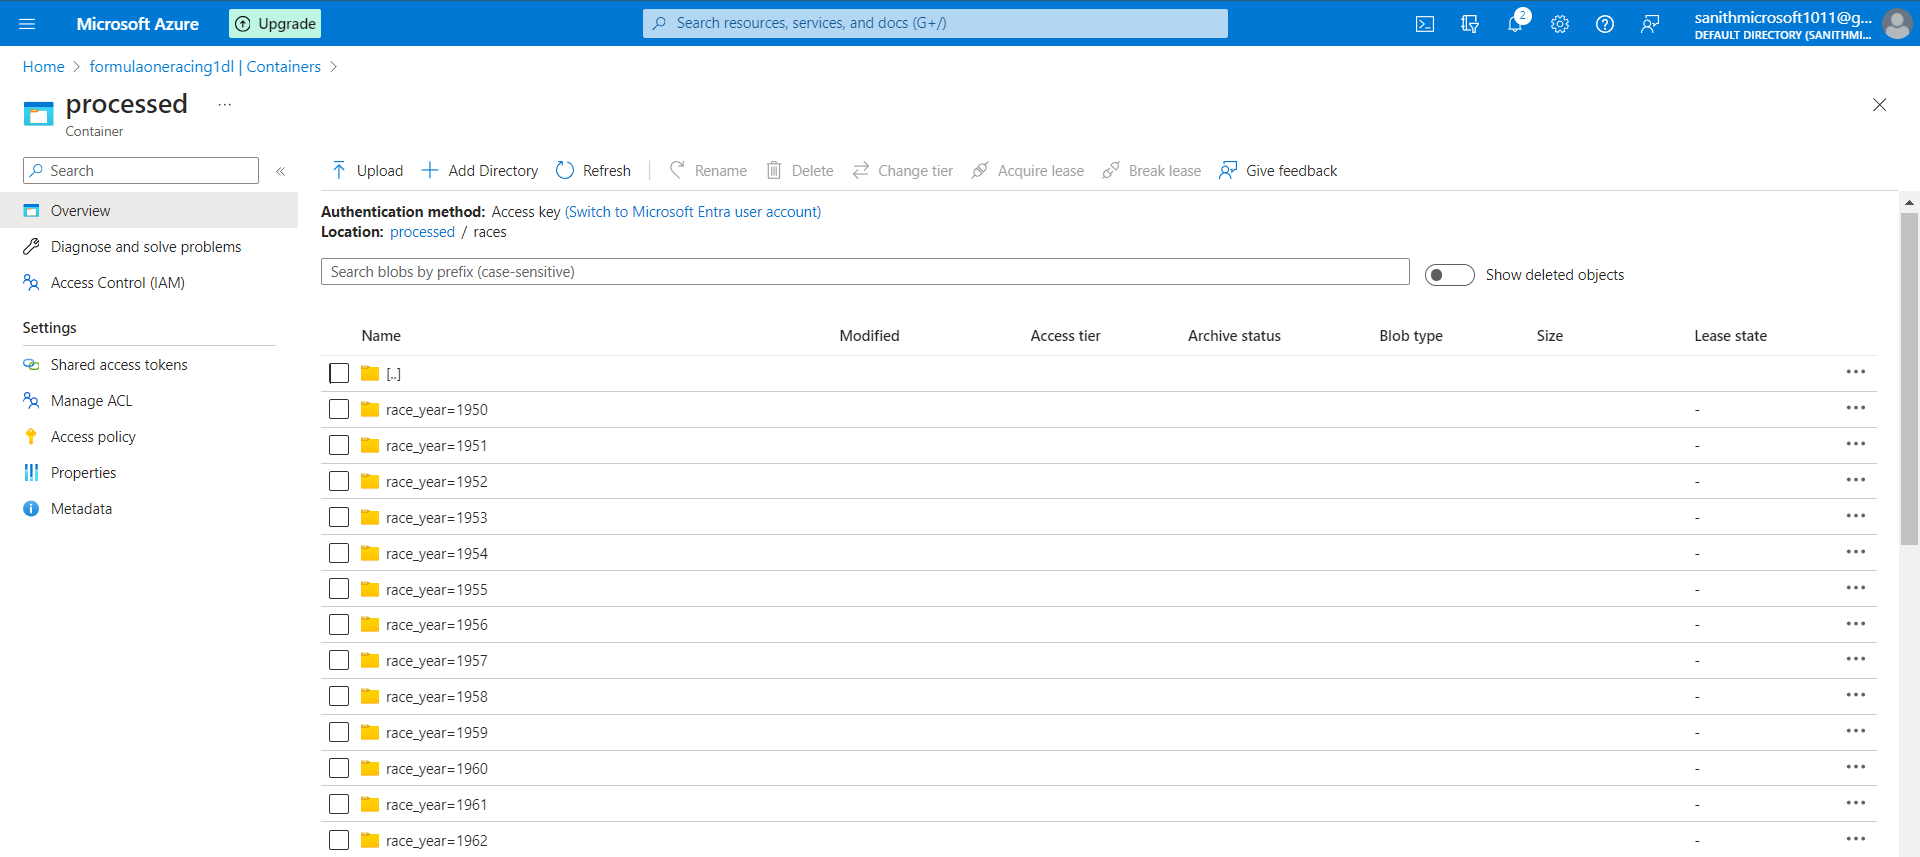 Microsoft Azure Upgrade Search resources, services, and docs (G+/) 2 sanithmicrosoft1011@g...
DEFAULT DIRECTORY (SANITHMI...
Home > formulaoneracing1dl | Containers >
processed ...
Container
Search «
Upload Add Directory Refresh Rename Delete Change tier Acquire lease Break lease Give feedback
Overview
Diagnose and solve problems
Access Control (IAM)
Settings
Shared access tokens
Manage ACL
Access policy
Properties
Metadata
Authentication method: Access key (Switch to Microsoft Entra user account)
Location: processed / races
Search blobs by prefix (case-sensitive) Show deleted objects
Name Modified Access tier Archive status Blob type Size Lease state
[..] ...
race_year=1950 - ...
race_year=1951 - ...
race_year=1952 - ...
race_year=1953 - ...
race_year=1954 - ...
race_year=1955 - ...
race_year=1956 - ...
race_year=1957 - ...
race_year=1958 - ...
race_year=1959 - ...
race_year=1960 - ...
race_year=1961 - ...
race_year=1962 - ...